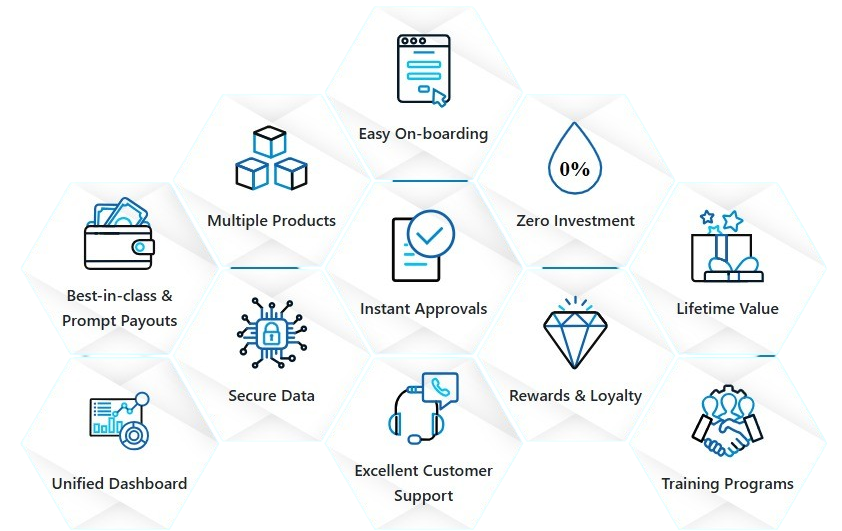 Easy On-boarding
Multiple Products
0%
Zero Investment
Best-in-class &
Prompt Payouts
Instant Approvals
Lifetime Value
Secure Data
Rewards & Loyalty
Unified Dashboard
Excellent Customer
Support
Training Programs